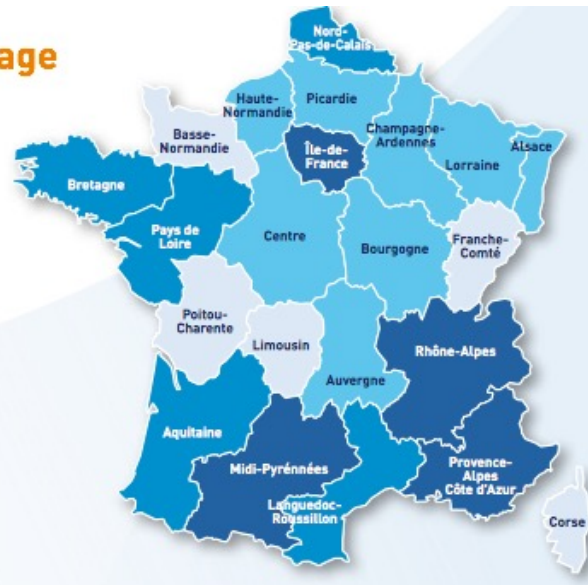 age
Nord-
Pas-de-Calais
Haute-
Normandie
Picardie
Basse-
Normandie
Île-de-
France
Champagne-
Ardennes
Lorraine
Alsace
Bretagne
Pays de
Loire
Centre
Bourgogne
Franche-
Comté
Poitou-
Charente
Limousin
Auvergne
Rhône-Alpes
Aquitaine
Midi-Pyrénnées
Languedoc-
Roussillon
Provence-
Alpes
Côte d'Azur
Corse